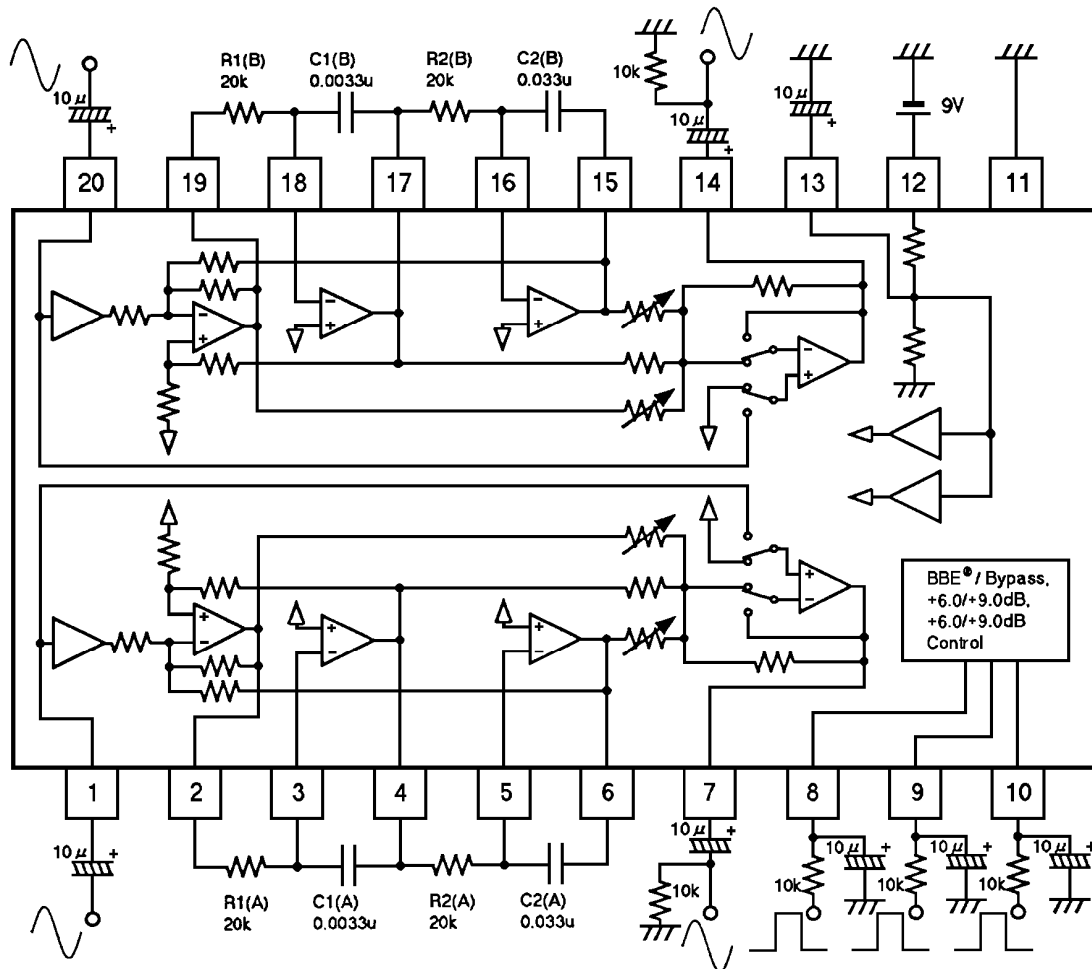 R1(B)
20k
C1(B)
0.0033u
R2(B)
20k
C2(B)
0.033u
10k
10μ
10μ
10μ
9V
+
+
+
20
19
18
17
16
15
14
13
12
11
−
+
−
+
−
+
−
+
+
−
+
−
+
−
+
−
BBE® / Bypass,
+6.0/+9.0dB,
+6.0/+9.0dB
Control
1
2
3
4
5
6
7
8
9
10
10μ
+
R1(A)
20k
C1(A)
0.0033u
R2(A)
20k
C2(A)
0.033u
10μ
+
10k
10μ
+
10k
10μ
+
10k
10μ
+
10k